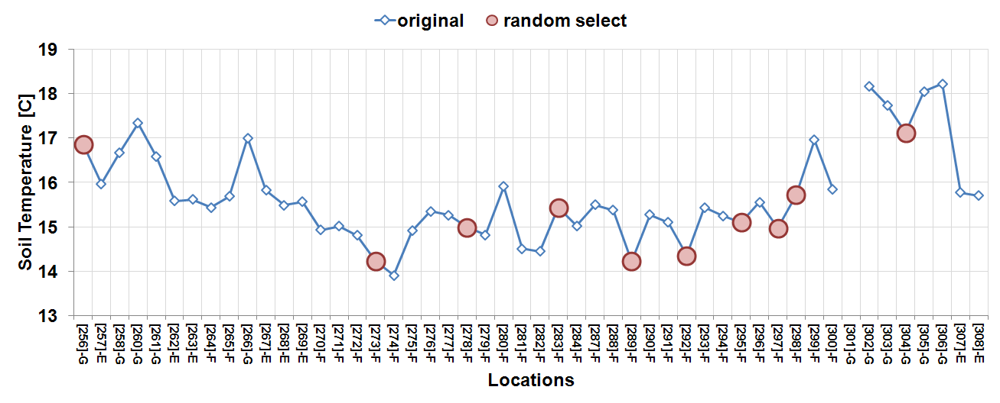 original random select
19
18
17
16
15
14
13
Soil Temperature [C]
[256]-G
[257]-E
[258]-G
[260]-G
[261]-G
[262]-E
[263]-E
[264]-F
[265]-F
[266]-G
[267]-E
[268]-E
[269]-E
[270]-F
[271]-F
[272]-F
[273]-F
[274]-F
[275]-F
[276]-F
[277]-F
[278]-F
[279]-F
[280]-F
[281]-F
[282]-F
[283]-F
[284]-F
[287]-F
[288]-F
[289]-F
[290]-F
[291]-F
[292]-F
[293]-F
[294]-F
[295]-F
[296]-F
[297]-F
[298]-F
[299]-F
[300]-F
[301]-G
[302]-G
[303]-G
[304]-G
[305]-G
[306]-G
[307]-E
[308]-E
Locations